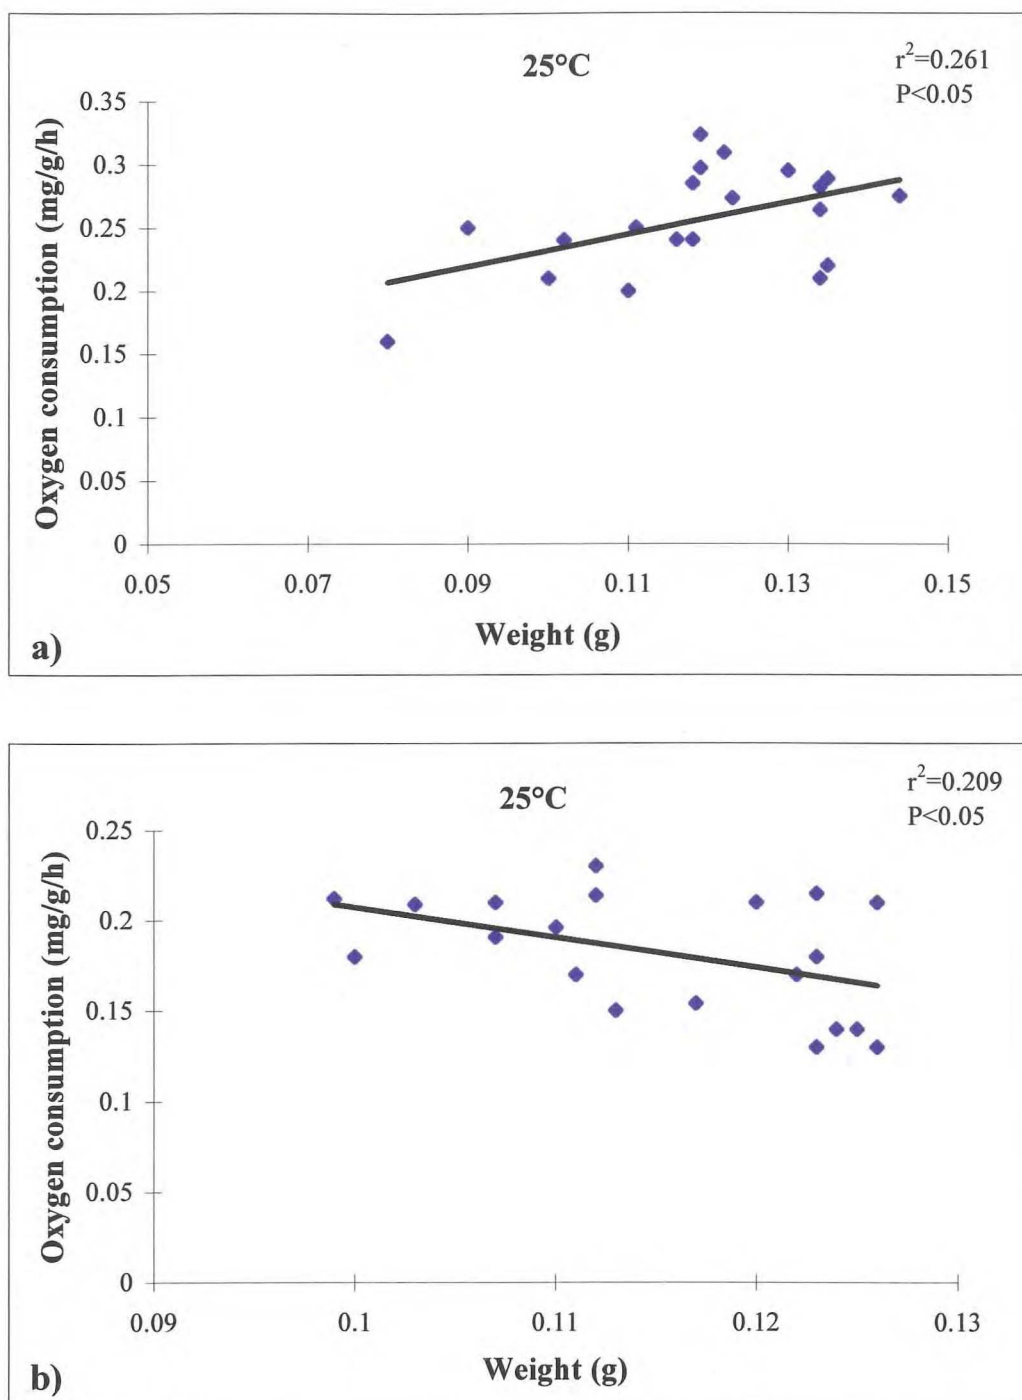 25°C
r²=0.261
P<0.05
0.35
0.3
0.25
0.2
0.15
0.1
0.05
0
Oxygen consumption (mg/g/h)
0.05 0.07 0.09 0.11 0.13 0.15
Weight (g)
a)
25°C
r²=0.209
P<0.05
0.25
0.2
0.15
0.1
0.05
0
Oxygen consumption (mg/g/h)
0.09 0.1 0.11 0.12 0.13
Weight (g)
b)